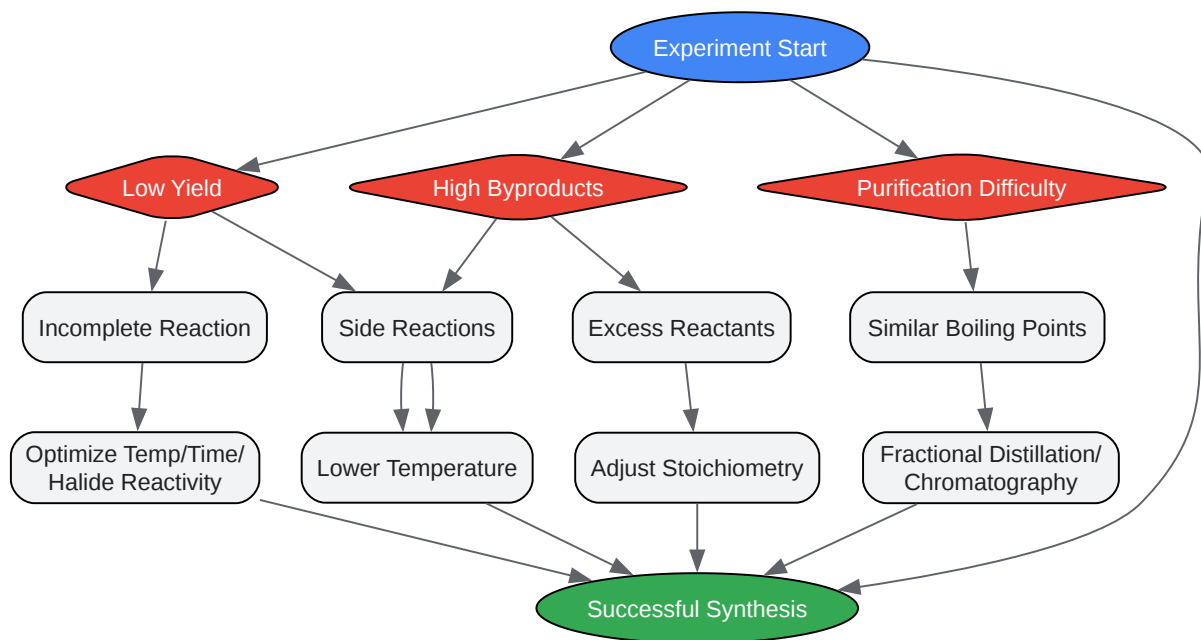 Experiment Start
Low Yield
High Byproducts
Purification Difficulty
Incomplete Reaction
Side Reactions
Excess Reactants
Similar Boiling Points
Optimize Temp/Time/
Halide Reactivity
Lower Temperature
Adjust Stoichiometry
Fractional Distillation/
Chromatography
Successful Synthesis